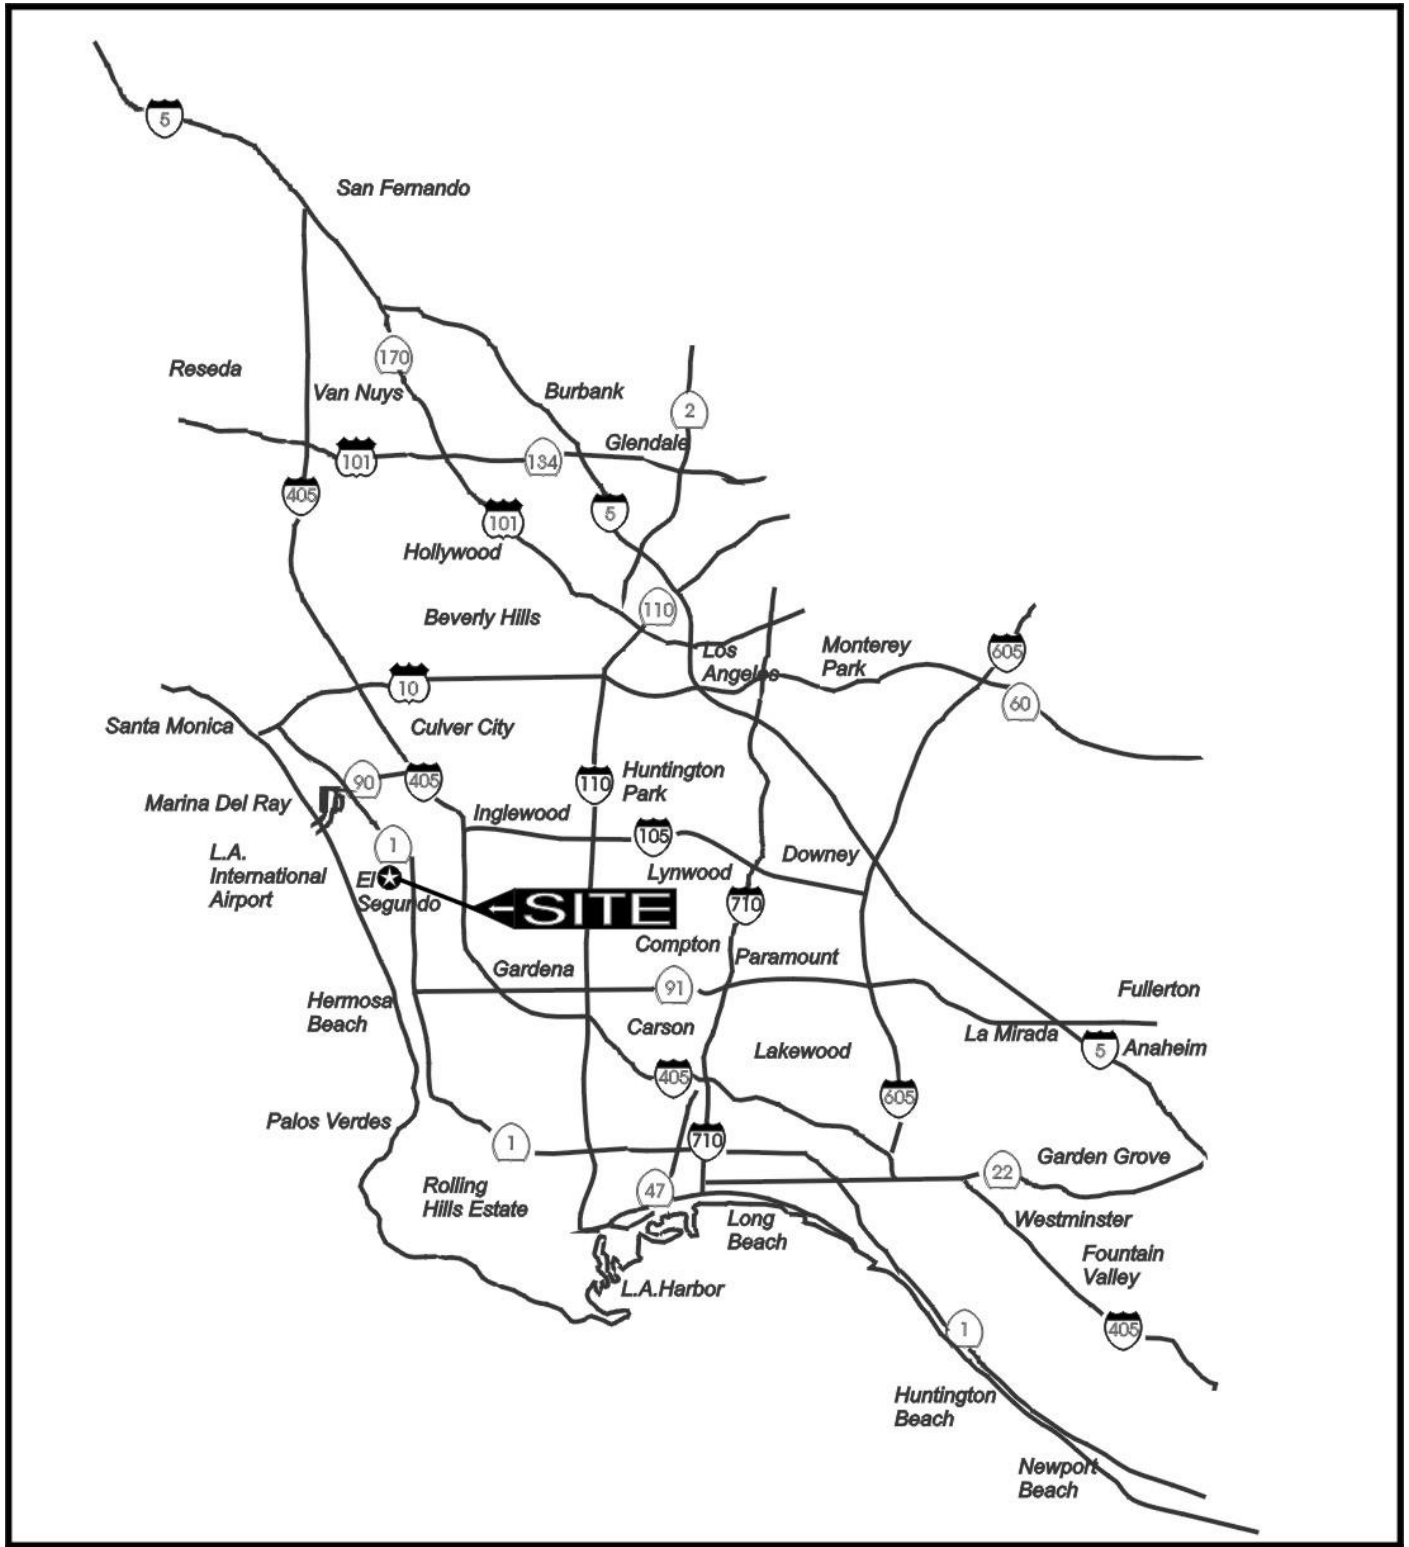 5
San Fernando
170
Reseda
Van Nuys
Burbank
2
Glendale
101
134
405
101
5
Hollywood
110
Beverly Hills
Los
Angeles
Monterey
Park
605
10
60
Santa Monica
Culver City
90
405
110
Huntington
Park
Marina Del Ray
Inglewood
105
1
L.A.
International
Airport
El
Segundo
Lynwood
Downey
SITE
710
Compton
Paramount
Gardena
91
Fullerton
Hermosa
Beach
Carson
La Mirada
Lakewood
5
Anaheim
405
605
Palos Verdes
1
710
Garden Grove
22
Rolling
Hills Estate
47
Long
Beach
Westminster
Fountain
Valley
L.A.Harbor
1
405
Huntington
Beach
Newport
Beach